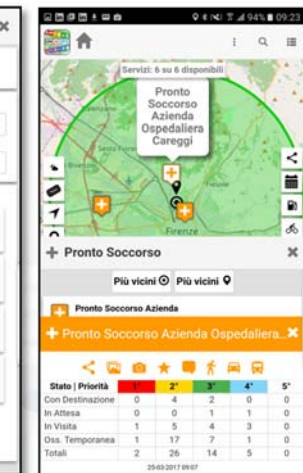 94% 09:23
Servizi: 6 su 6 disponibili
Pronto
Soccorso
Azienda
Ospedaliera
Careggi
Firenze
Pronto Soccorso
Più vicini Più vicini
Pronto Soccorso Azienda
Pronto Soccorso Azienda Ospedaliera...
Stato | Priorità 1° 2° 3° 4° 5°
Con Destinazione 0 4 2 0 0
In Attesa 0 0 1 1 0
In Visita 1 5 4 3 0
Oss. Temporanea 1 17 7 1 0
Totali 2 26 14 5 0
25-03-2017 09:07